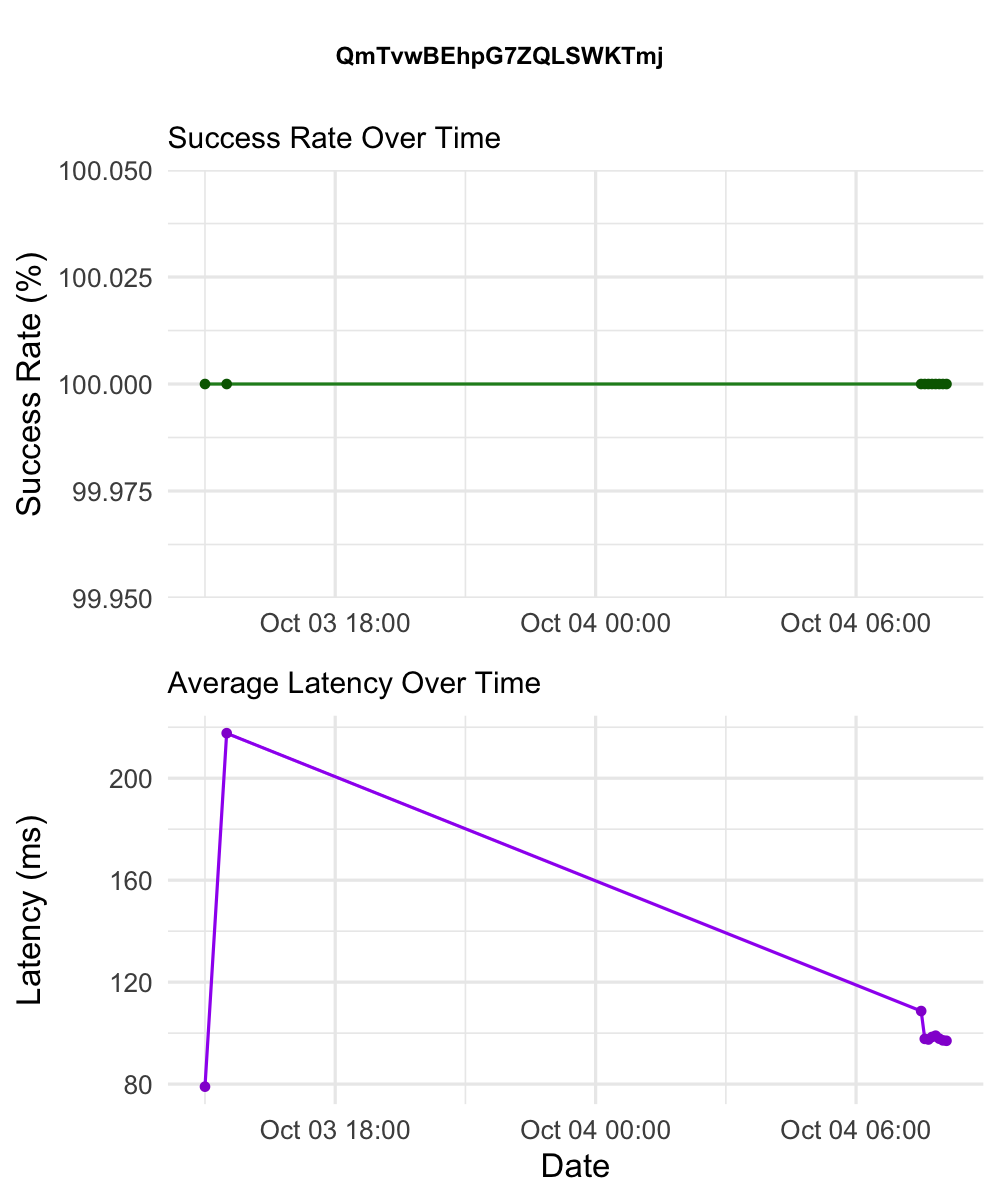 QmTvwBEhpG7ZQLSWKTmj
Success Rate Over Time
100.050
100.025
100.000
99.975
99.950
Success Rate (%)
Oct 03 18:00 Oct 04 00:00 Oct 04 06:00
Average Latency Over Time
200
160
120
80
Latency (ms)
Oct 03 18:00 Oct 04 00:00 Oct 04 06:00
Date